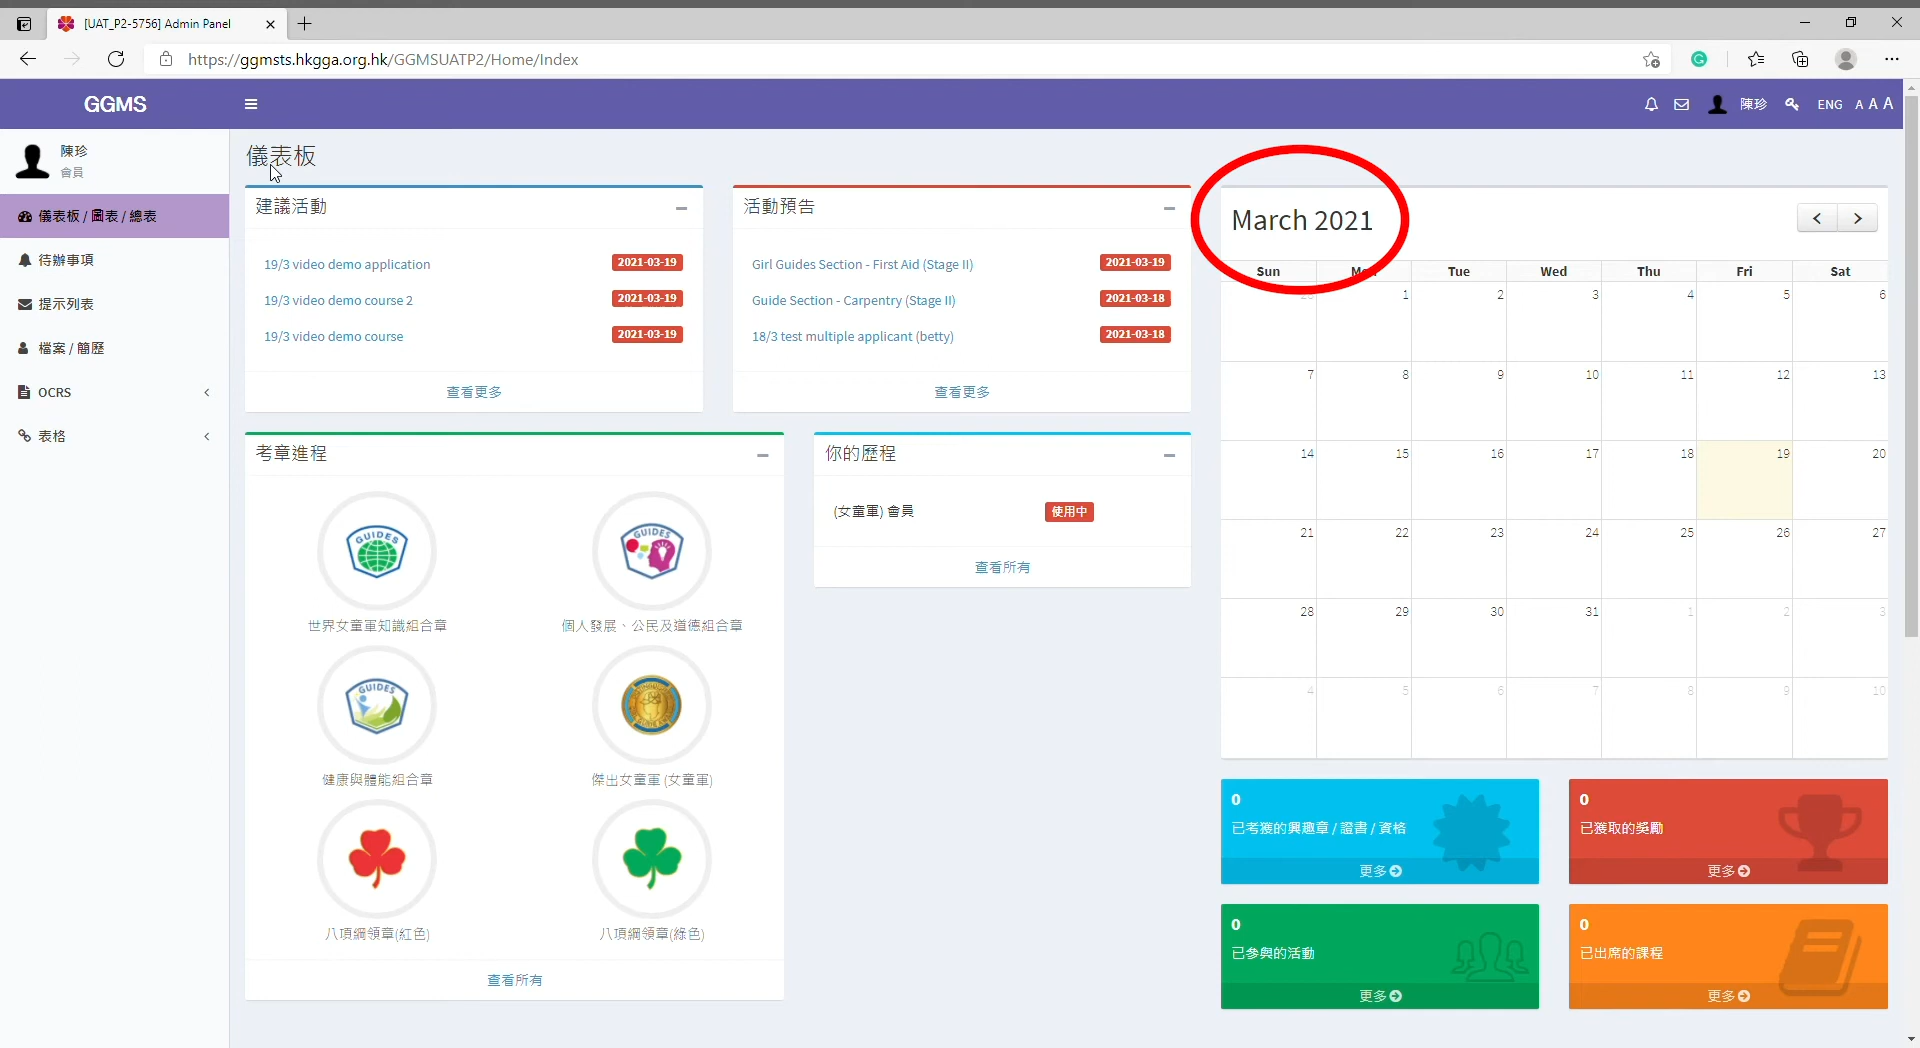 [UAT_P2-5756] Admin Panel
https://ggmsts.hkgga.org.hk/GGMSUATP2/Home/Index
GGMS
陳珍
ENG
A A A
陳珍
會員
儀表板 / 圖表 / 總表
待辦事項
提示列表
檔案 / 簡歷
OCRS
表格
儀表板
建議活動
19/3 video demo application 2021-03-19
19/3 video demo course 2 2021-03-19
19/3 video demo course 2021-03-19
查看更多
活動預告
Girl Guides Section - First Aid (Stage II) 2021-03-19
Guide Section - Carpentry (Stage II) 2021-03-18
18/3 test multiple applicant (betty) 2021-03-18
查看更多
考章進程
GUIDES
世界女童軍知識組合章
GUIDES
個人發展、公民及道德組合章
GUIDES
健康與體能組合章
傑出女童軍 (女童軍)
八項綱領章(紅色)
八項綱領章(綠色)
查看所有
你的歷程
(女童軍) 會員 使用中
查看所有
March 2021
Sun Mon Tue Wed Thu Fri Sat
1 2 3 4 5 6
7 8 9 10 11 12 13
14 15 16 17 18 19 20
21 22 23 24 25 26 27
28 29 30 31 1 2 3
4 5 6 7 8 9 10
0
已考獲的興趣章 / 證書 / 資格
更多
0
已獲取的獎勵
更多
0
已參與的活動
更多
0
已出席的課程
更多